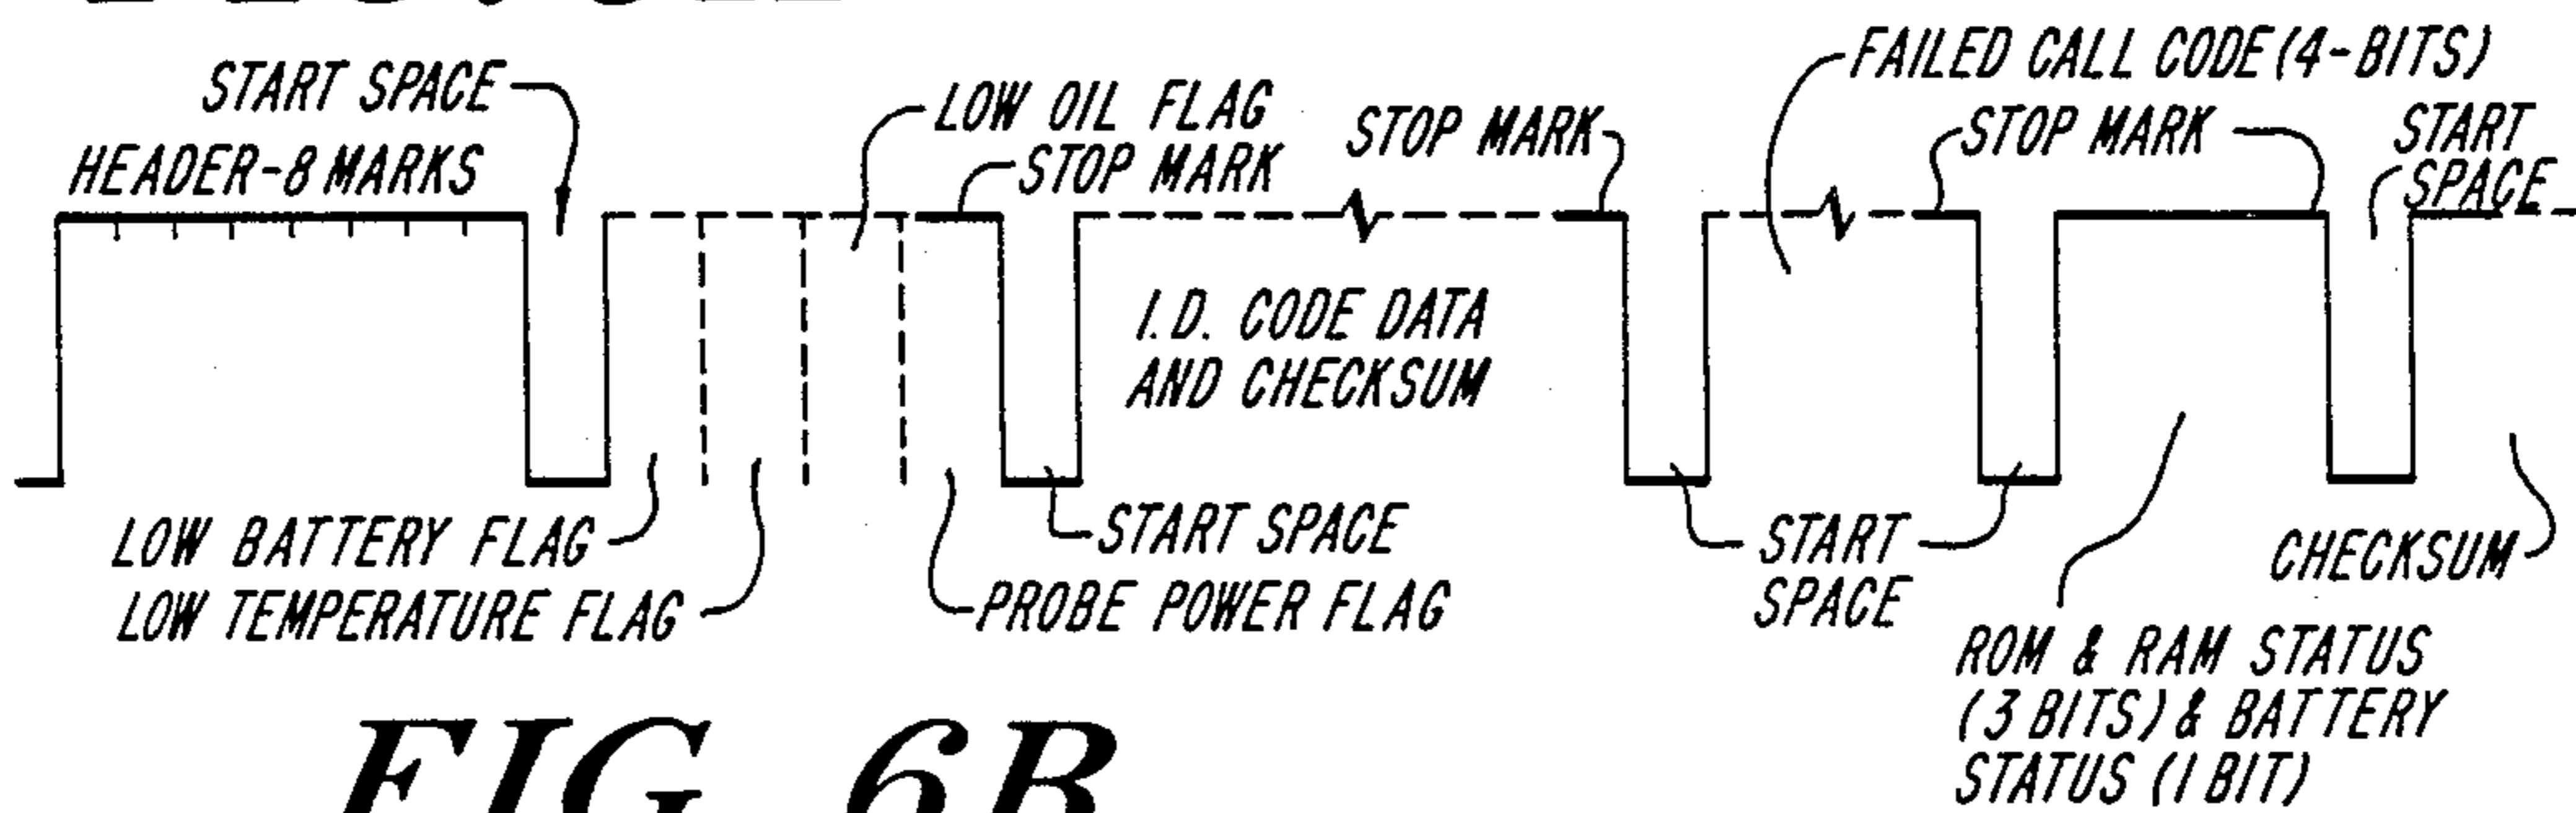 START SPACE
HEADER-8 MARKS
LOW OIL FLAG
STOP MARK
STOP MARK
FAILED CALL CODE (4-BITS)
STOP MARK
START
SPACE
I.D. CODE DATA
AND CHECKSUM
LOW BATTERY FLAG
LOW TEMPERATURE FLAG
START SPACE
PROBE POWER FLAG
START
SPACE
CHECKSUM
ROM & RAM STATUS
(3 BITS) & BATTERY
STATUS (1 BIT)
FIG 6B